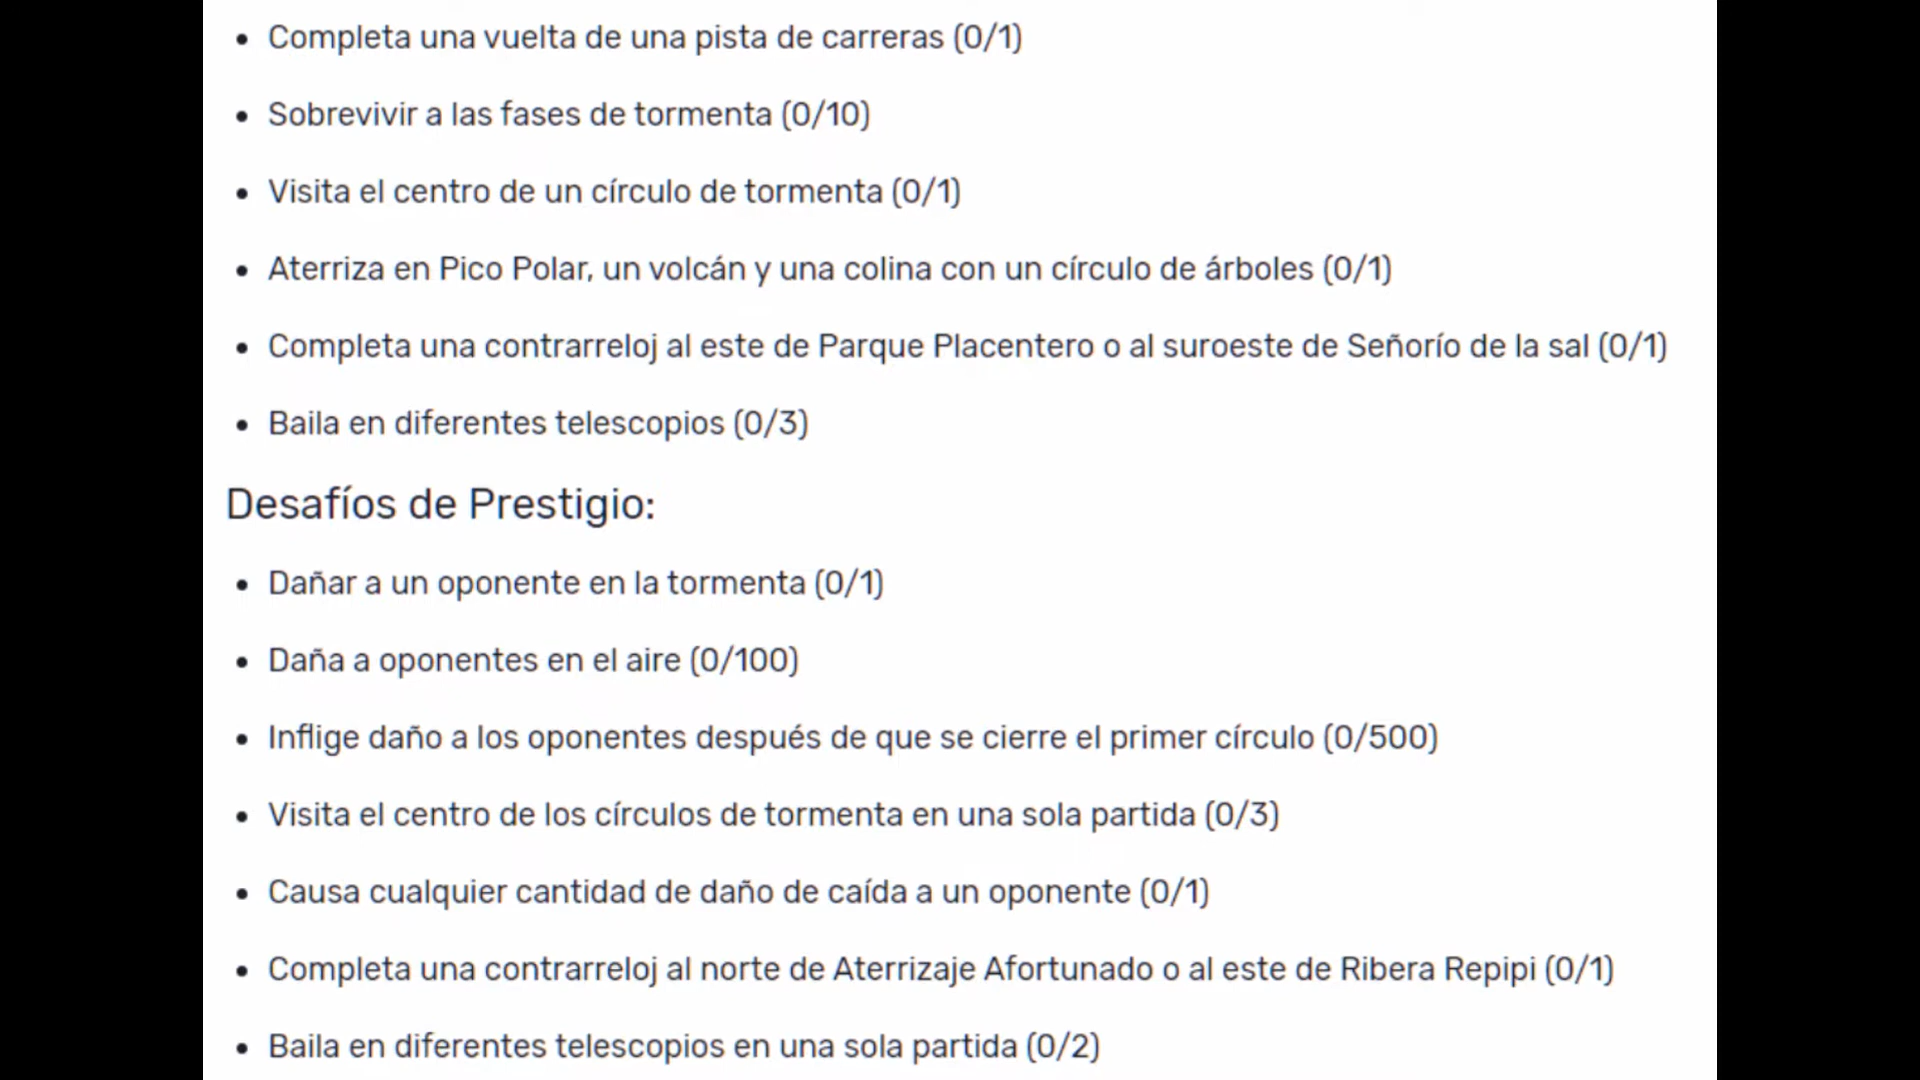 • Completa una vuelta de una pista de carreras (0/1)
• Sobrevivir a las fases de tormenta (0/10)
• Visita el centro de un círculo de tormenta (0/1)
• Aterriza en Pico Polar, un volcán y una colina con un círculo de árboles (0/1)
• Completa una contrarreloj al este de Parque Placentero o al suroeste de Señorío de la sal (0/1)
• Baila en diferentes telescopios (0/3)
Desafíos de Prestigio:
• Dañar a un oponente en la tormenta (0/1)
• Daña a oponentes en el aire (0/100)
• Inflige daño a los oponentes después de que se cierre el primer círculo (0/500)
• Visita el centro de los círculos de tormenta en una sola partida (0/3)
• Causa cualquier cantidad de daño de caída a un oponente (0/1)
• Completa una contrarreloj al norte de Aterrizaje Afortunado o al este de Ribera Repipi (0/1)
• Baila en diferentes telescopios en una sola partida (0/2)